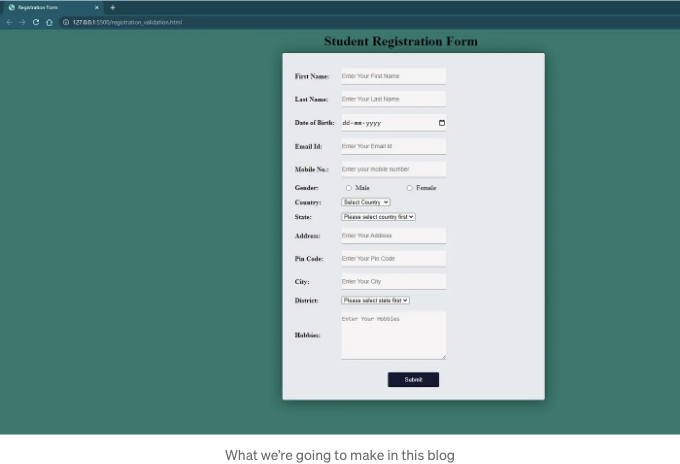 Registration Form
127.0.0.1:5500/registration_validation.html
Student Registration Form
First Name: Enter Your First Name
Last Name: Enter Your Last Name
Date of Birth: dd-mm-yyyy
Email Id: Enter Your Email Id
Mobile No.: Enter your mobile number
Gender: Male Female
Country: Select Country
State: Please select country first
Address: Enter Your Address
Pin Code: Enter Your Pin Code
City: Enter Your City
District: Please select state first
Hobbies: Enter Your Hobbies
Submit
What we're going to make in this blog